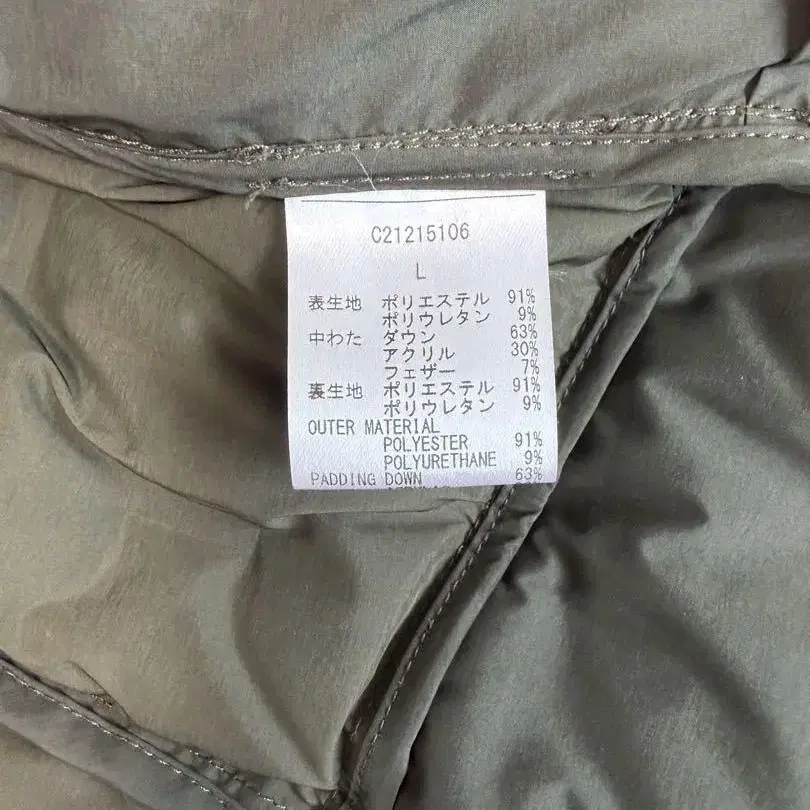 C21215106
L
表生地 ポリエステル 91%
ポリウレタン 9%
中わた ダウン 63%
アクリル 30%
フェザー 7%
裏生地 ポリエステル 91%
ポリウレタン 9%
OUTER MATERIAL
POLYESTER 91%
POLYURETHANE 9%
PADDING DOWN 63%